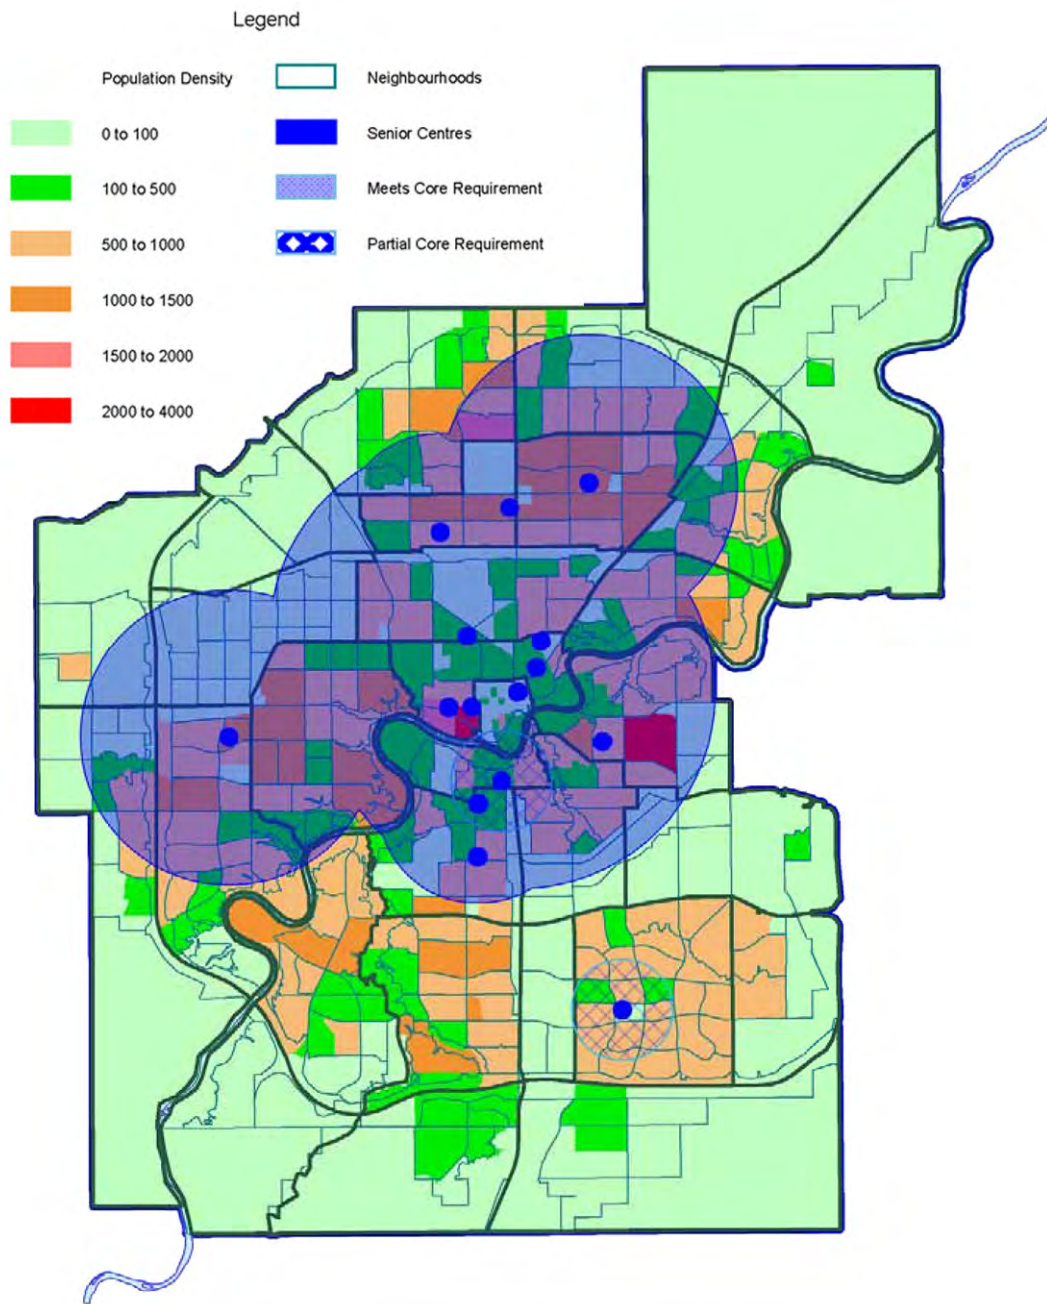 Legend
Population Density
Neighbourhoods
0 to 100
Senior Centres
100 to 500
Meets Core Requirement
500 to 1000
Partial Core Requirement
1000 to 1500
1500 to 2000
2000 to 4000